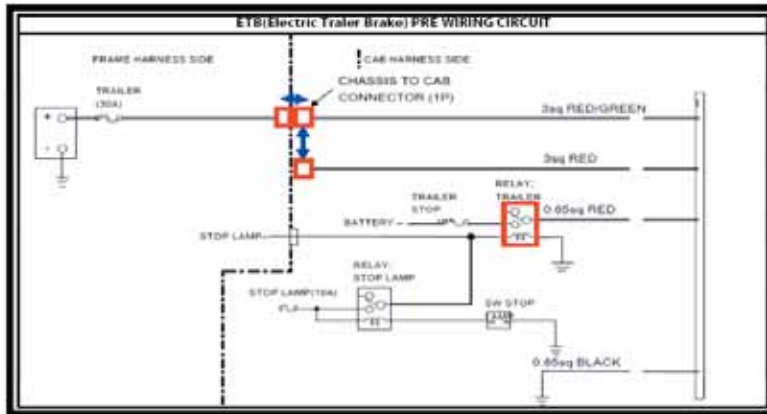 ETB(Electric Traler Brake) PRE WIRING CIRCUIT
FRAME HARNESS SIDE
CAB HARNESS SIDE
CHASSIS TO CAB
CONNECTOR (1P)
TRAILER
(30A)
+
-
3sq RED/GREEN
3sq RED
RELAY;
TRAILER
TRAILER
STOP
0.85sq RED
BATTERY
STOP LAMP
RELAY;
STOP LAMP
STOP LAMP(10A)
SW STOP
0.85sq BLACK